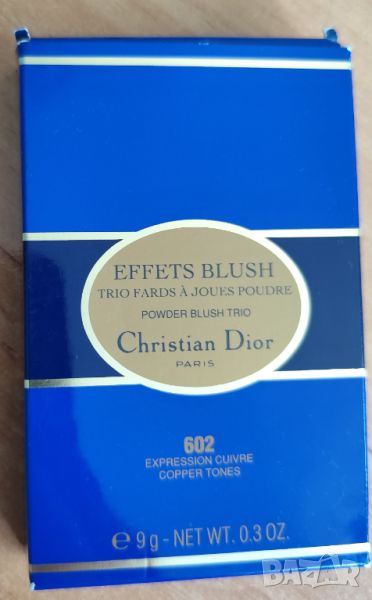 EFFETS BLUSH
TRIO FARDS À JOUES POUDRE
POWDER BLUSH TRIO
Christian Dior
PARIS
602
EXPRESSION CUIVRE
COPPER TONES
℮ 9 g - NET WT. 0.3 OZ.
BAZAR